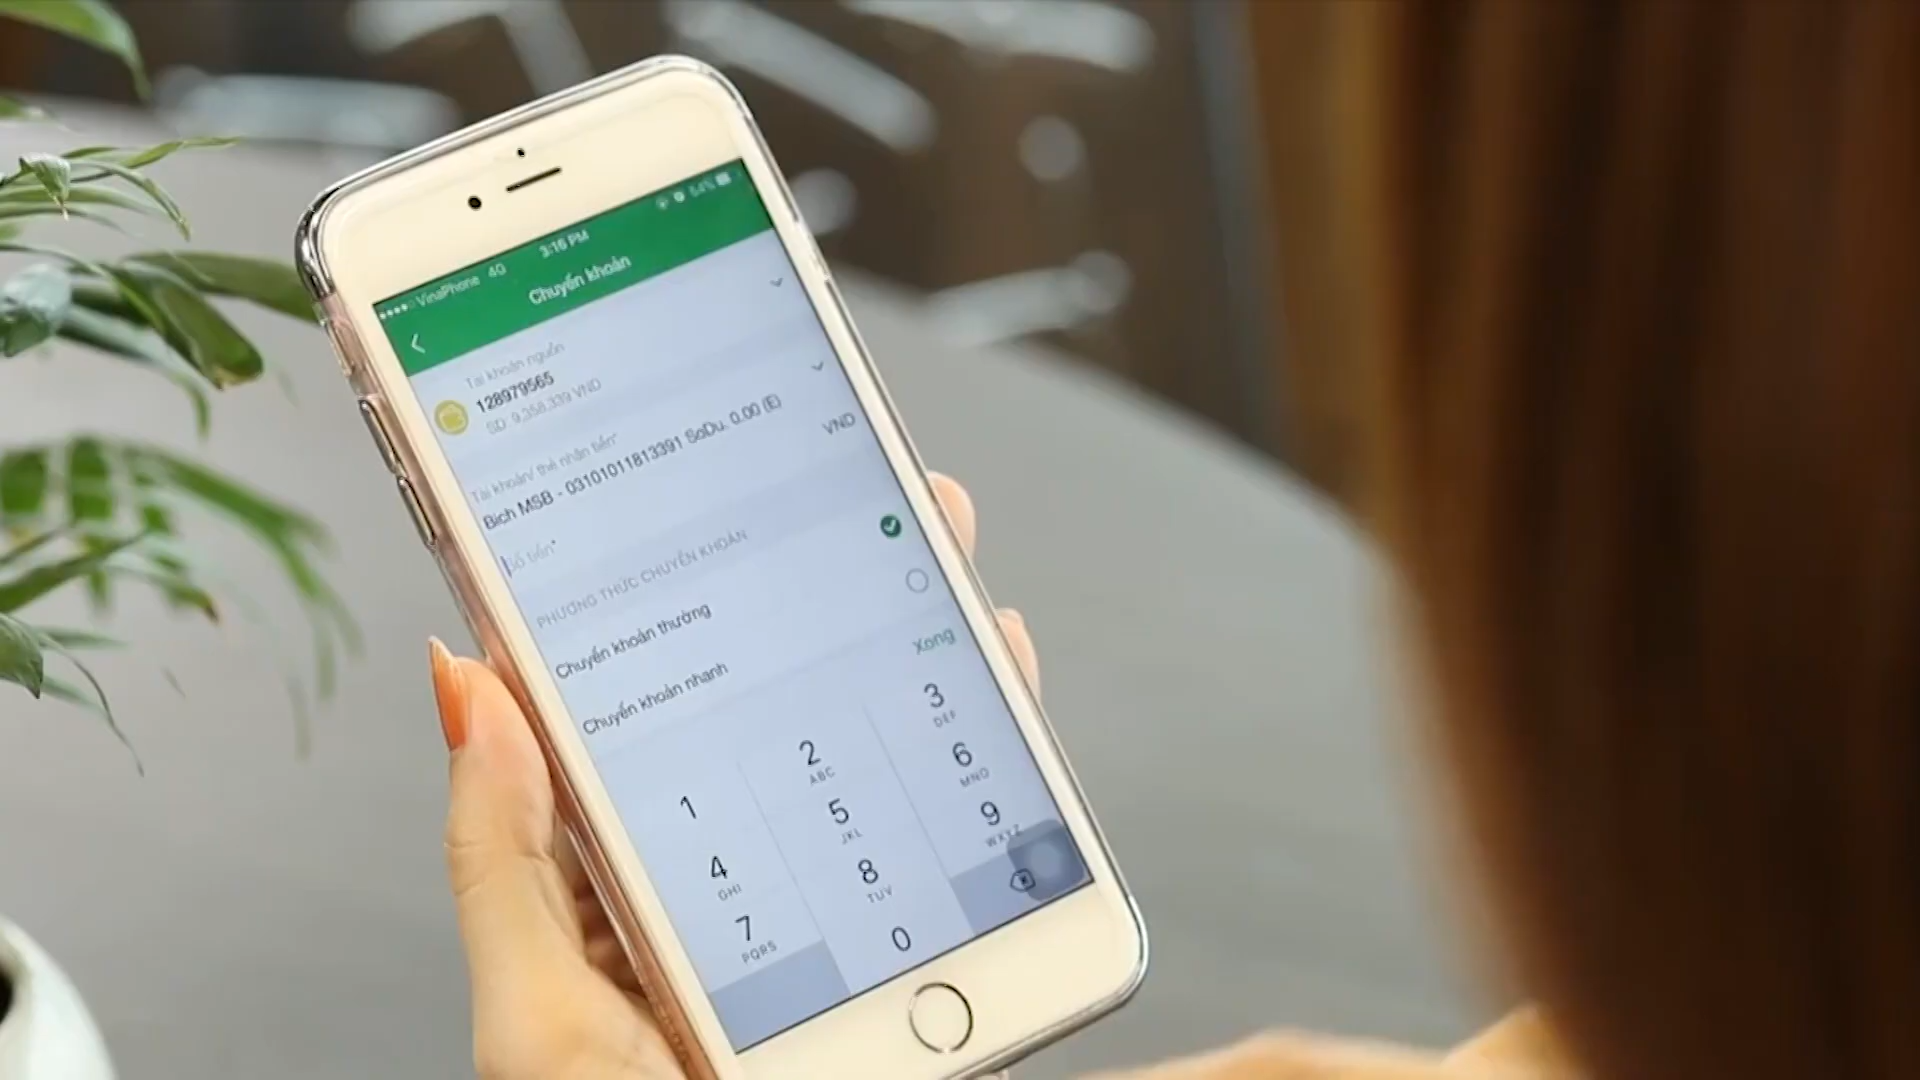 VinaPhone 4G 3:16 PM 54%
Chuyển khoản
Tài khoản nguồn
128979565
SD: 9,358,339 VND
Tài khoản/ thẻ nhận tiền*
Bich MSB - 03101011813391 SoDu. 0.00 (E)
Số tiền* VND
PHƯƠNG THỨC CHUYỂN KHOẢN
Chuyển khoản thường
Chuyển khoản nhanh
Xong
1 2 ABC 3 DEF
4 GHI 5 JKL 6 MNO
7 PQRS 8 TUV 9 WXYZ
0